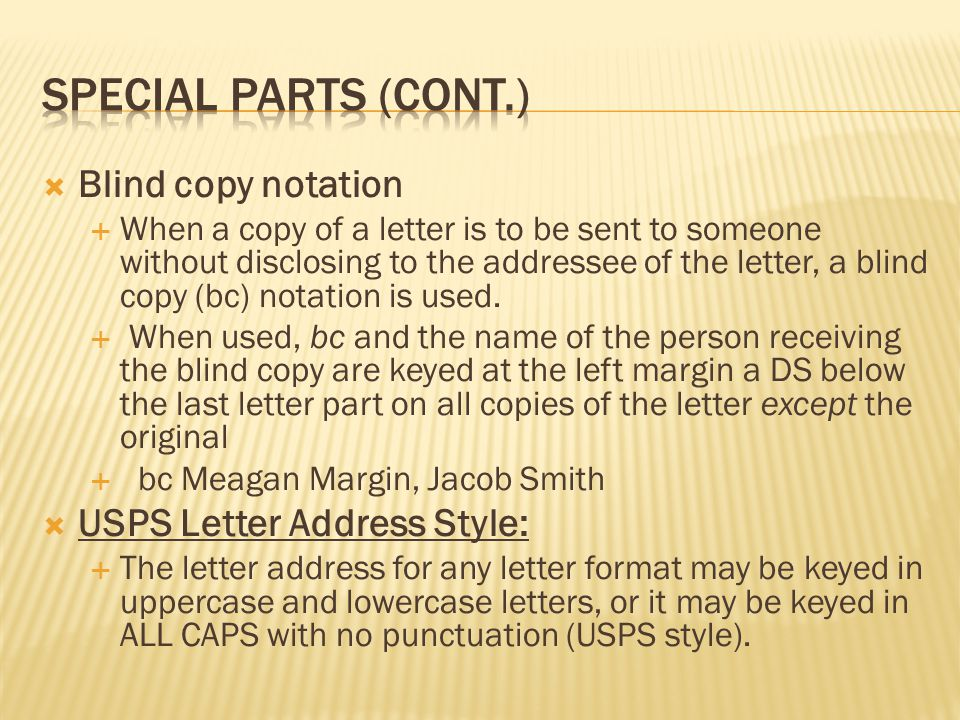 SPECIAL PARTS (CONT.)
Blind copy notation
When a copy of a letter is to be sent to someone
without disclosing to the addressee of the letter, a blind
copy (bc) notation is used.
When used, bc and the name of the person receiving
the blind copy are keyed at the left margin a DS below
the last letter part on all copies of the letter except the
original
bc Meagan Margin, Jacob Smith
USPS Letter Address Style:
The letter address for any letter format may be keyed in
uppercase and lowercase letters, or it may be keyed in
ALL CAPS with no punctuation (USPS style).